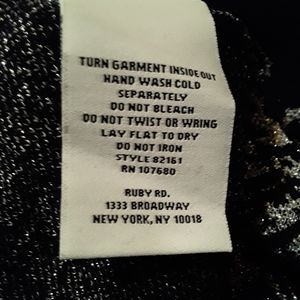 TURN GARMENT INSIDE OUT
HAND WASH COLD
SEPARATELY
DO NOT BLEACH
DO NOT TWIST OR WRING
LAY FLAT TO DRY
DO NOT IRON
STYLE 82161
RN 107680
RUBY RD.
1333 BROADWAY
NEW YORK, NY 10018